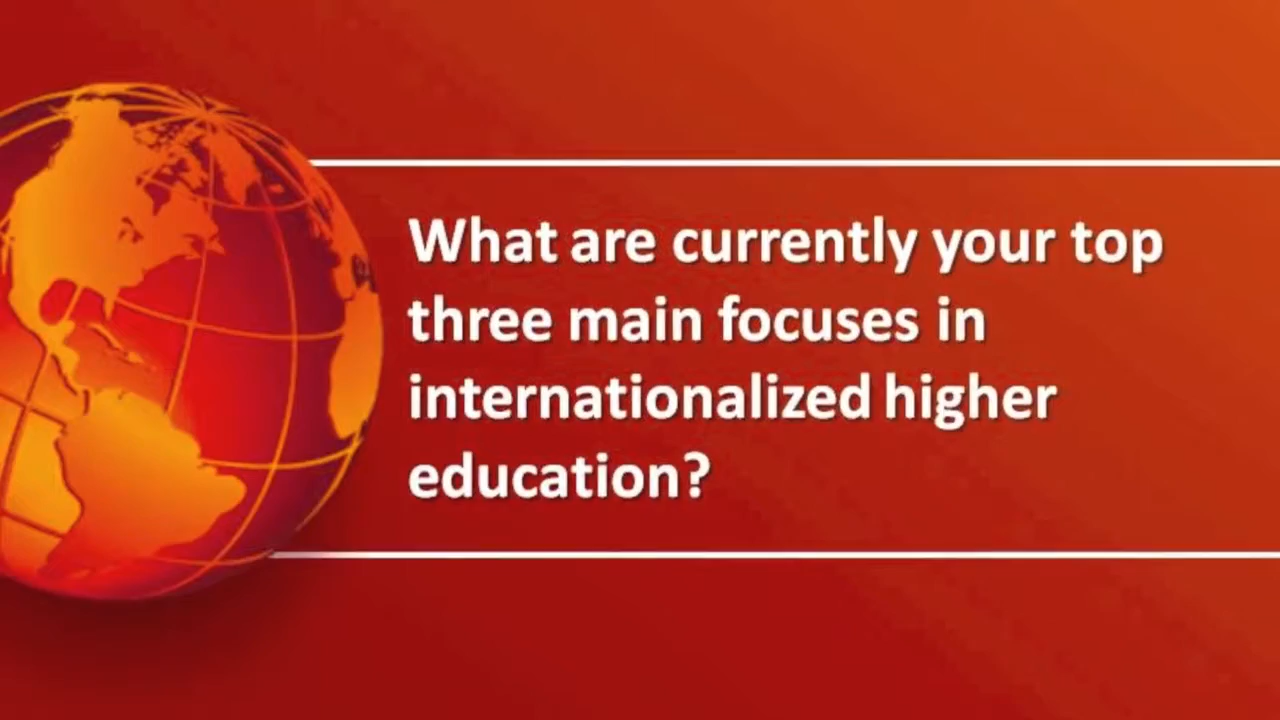 What are currently your top
three main focuses in
internationalized higher
education?